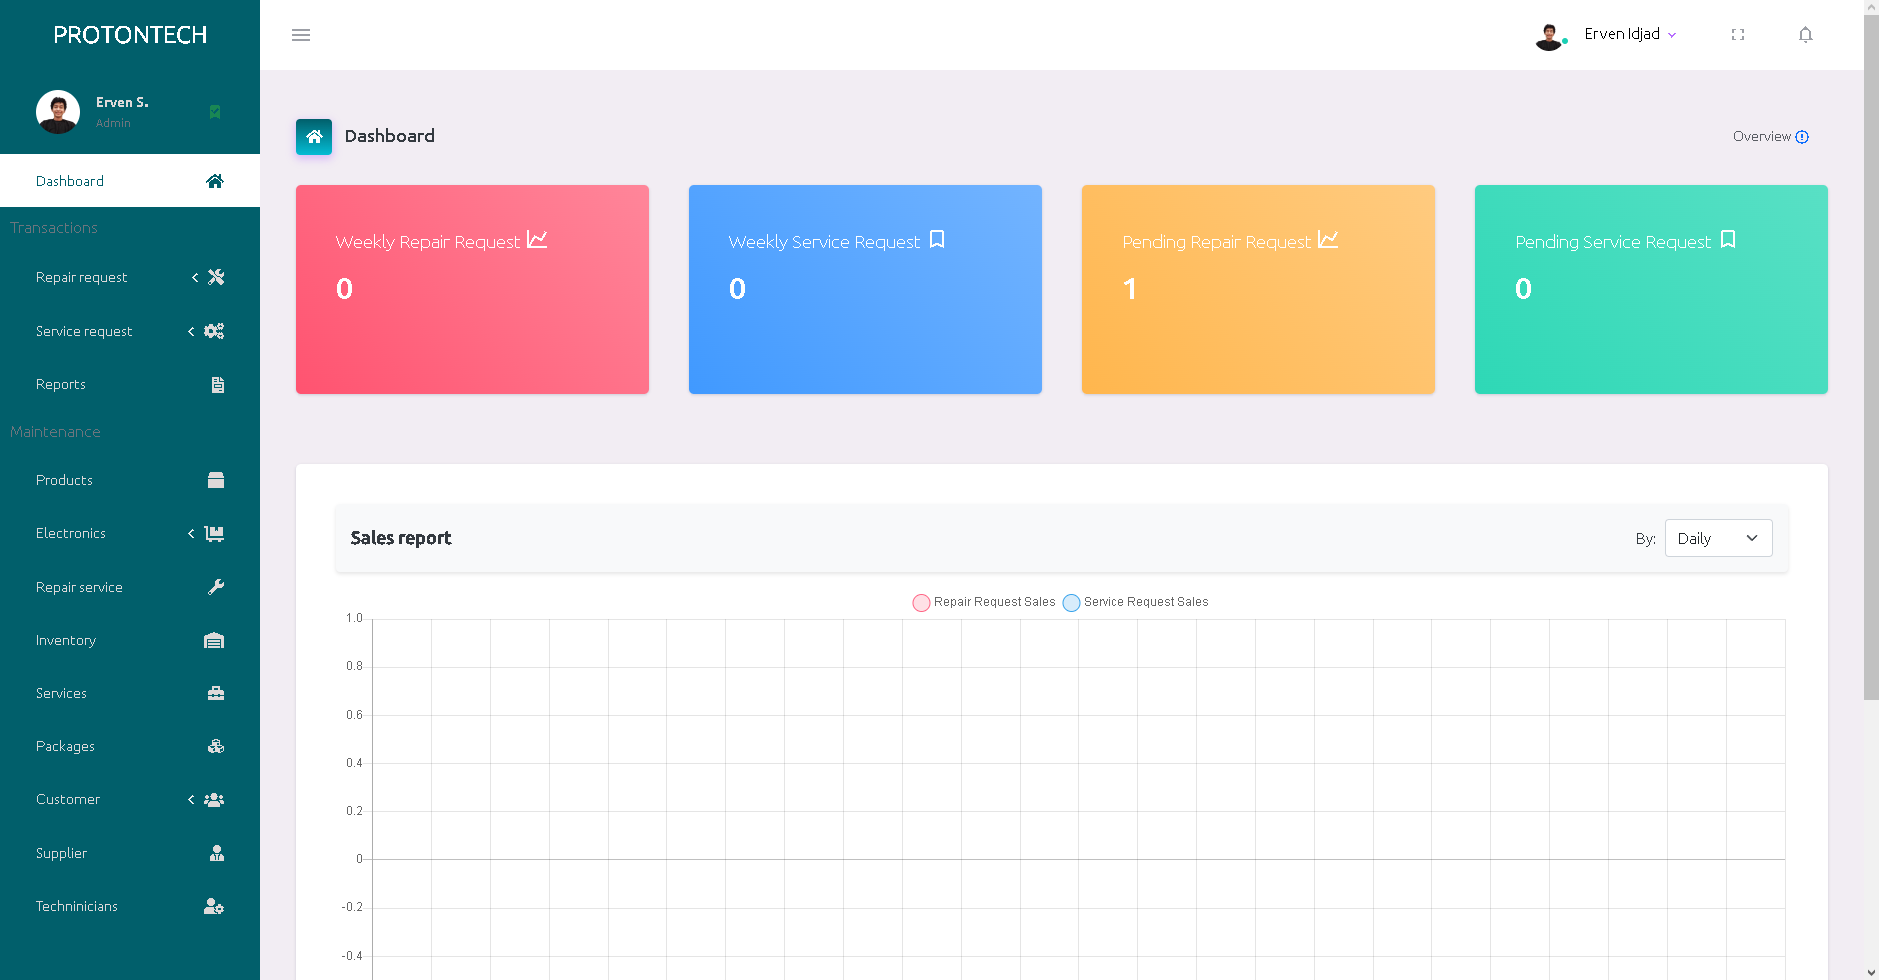 PROTONTECH
Erven S.
Admin
Dashboard
Transactions
Repair request
Service request
Reports
Maintenance
Products
Electronics
Repair service
Inventory
Services
Packages
Customer
Supplier
Techninicians
Erven Idjad
Dashboard
Overview
Weekly Repair Request
0
Weekly Service Request
0
Pending Repair Request
1
Pending Service Request
0
Sales report
By: Daily
Repair Request Sales Service Request Sales
1.0
0.8
0.6
0.4
0.2
0
-0.2
-0.4